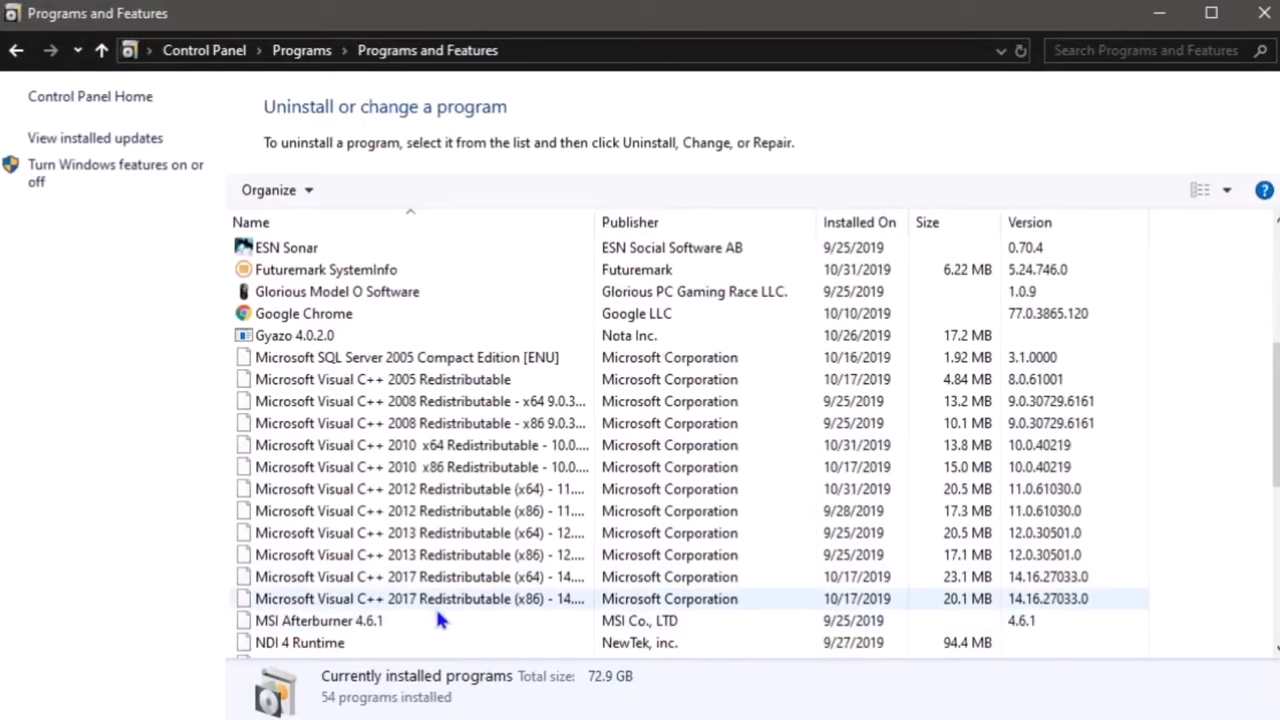 Programs and Features
Control Panel Programs Programs and Features Search Programs and Features
Control Panel Home
View installed updates
Turn Windows features on or off
Uninstall or change a program
To uninstall a program, select it from the list and then click Uninstall, Change, or Repair.
Organize
Name Publisher Installed On Size Version
ESN Sonar ESN Social Software AB 9/25/2019 0.70.4
Futuremark SystemInfo Futuremark 10/31/2019 6.22 MB 5.24.746.0
Glorious Model O Software Glorious PC Gaming Race LLC. 9/25/2019 1.0.9
Google Chrome Google LLC 10/10/2019 77.0.3865.120
Gyazo 4.0.2.0 Nota Inc. 10/26/2019 17.2 MB
Microsoft SQL Server 2005 Compact Edition [ENU] Microsoft Corporation 10/16/2019 1.92 MB 3.1.0000
Microsoft Visual C++ 2005 Redistributable Microsoft Corporation 10/17/2019 4.84 MB 8.0.61001
Microsoft Visual C++ 2008 Redistributable - x64 9.0.3... Microsoft Corporation 9/25/2019 13.2 MB 9.0.30729.6161
Microsoft Visual C++ 2008 Redistributable - x86 9.0.3... Microsoft Corporation 9/25/2019 10.1 MB 9.0.30729.6161
Microsoft Visual C++ 2010 x64 Redistributable - 10.0.... Microsoft Corporation 10/31/2019 13.8 MB 10.0.40219
Microsoft Visual C++ 2010 x86 Redistributable - 10.0.... Microsoft Corporation 10/17/2019 15.0 MB 10.0.40219
Microsoft Visual C++ 2012 Redistributable (x64) - 11.... Microsoft Corporation 10/31/2019 20.5 MB 11.0.61030.0
Microsoft Visual C++ 2012 Redistributable (x86) - 11.... Microsoft Corporation 9/28/2019 17.3 MB 11.0.61030.0
Microsoft Visual C++ 2013 Redistributable (x64) - 12.... Microsoft Corporation 9/25/2019 20.5 MB 12.0.30501.0
Microsoft Visual C++ 2013 Redistributable (x86) - 12.... Microsoft Corporation 9/25/2019 17.1 MB 12.0.30501.0
Microsoft Visual C++ 2017 Redistributable (x64) - 14.... Microsoft Corporation 10/17/2019 23.1 MB 14.16.27033.0
Microsoft Visual C++ 2017 Redistributable (x86) - 14.... Microsoft Corporation 10/17/2019 20.1 MB 14.16.27033.0
MSI Afterburner 4.6.1 MSI Co., LTD 9/25/2019 4.6.1
NDI 4 Runtime NewTek, inc. 9/27/2019 94.4 MB
Currently installed programs Total size: 72.9 GB
54 programs installed